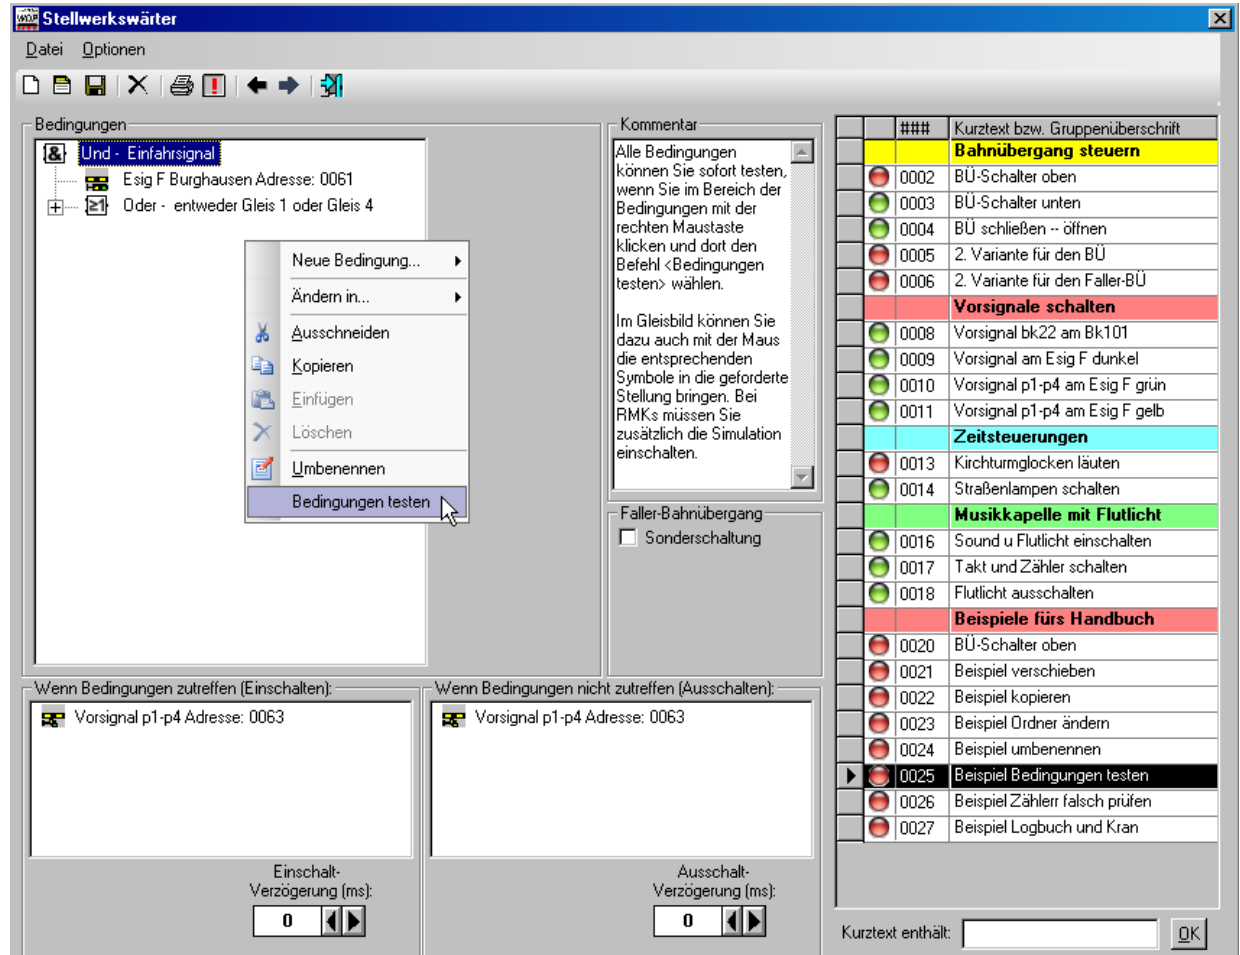 Stellwerkswärter
Datei Optionen
Bedingungen
Und - Einfahrsignal
Esig F Burghausen Adresse: 0061
Oder - entweder Gleis 1 oder Gleis 4
Neue Bedingung...
Ändern in...
Ausschneiden
Kopieren
Einfügen
Löschen
Umbenennen
Bedingungen testen
Kommentar
Alle Bedingungen
können Sie sofort testen,
wenn Sie im Bereich der
Bedingungen mit der
rechten Maustaste
klicken und dort den
Befehl <Bedingungen
testen> wählen.
Im Gleisbild können Sie
dazu auch mit der Maus
die entsprechenden
Symbole in die geforderte
Stellung bringen. Bei
RMKs müssen Sie
zusätzlich die Simulation
einschalten.
Faller-Bahnübergang
Sonderschaltung
Wenn Bedingungen zutreffen (Einschalten):
Vorsignal p1-p4 Adresse: 0063
Einschalt-
Verzögerung (ms):
0
Wenn Bedingungen nicht zutreffen (Ausschalten):
Vorsignal p1-p4 Adresse: 0063
Ausschalt-
Verzögerung (ms):
0
### Kurztext bzw. Gruppenüberschrift
Bahnübergang steuern
0002 BÜ-Schalter oben
0003 BÜ-Schalter unten
0004 BÜ schließen -- öffnen
0005 2. Variante für den BÜ
0006 2. Variante für den Faller-BÜ
Vorsignale schalten
0008 Vorsignal bk22 am Bk101
0009 Vorsignal am Esig F dunkel
0010 Vorsignal p1-p4 am Esig F grün
0011 Vorsignal p1-p4 am Esig F gelb
Zeitsteuerungen
0013 Kirchturmglocken läuten
0014 Straßenlampen schalten
Musikkapelle mit Flutlicht
0016 Sound u Flutlicht einschalten
0017 Takt und Zähler schalten
0018 Flutlicht ausschalten
Beispiele fürs Handbuch
0020 BÜ-Schalter oben
0021 Beispiel verschieben
0022 Beispiel kopieren
0023 Beispiel Ordner ändern
0024 Beispiel umbenennen
0025 Beispiel Bedingungen testen
0026 Beispiel Zählerr falsch prüfen
0027 Beispiel Logbuch und Kran
Kurztext enthält: OK